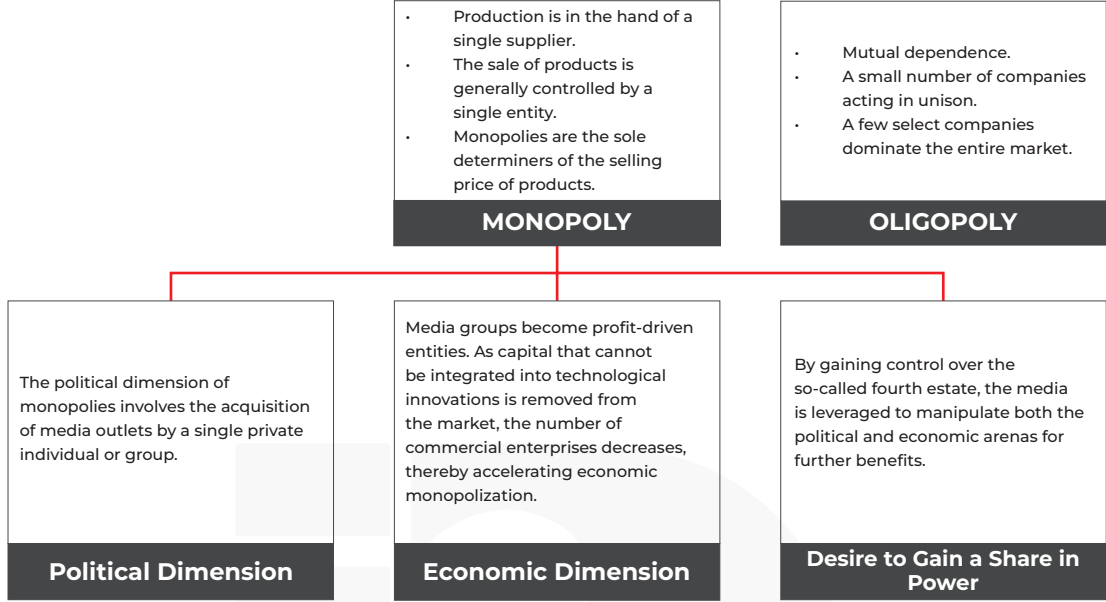 • Production is in the hand of a
single supplier.
• The sale of products is
generally controlled by a
single entity.
• Monopolies are the sole
determiners of the selling
price of products.
MONOPOLY
• Mutual dependence.
• A small number of companies
acting in unison.
• A few select companies
dominate the entire market.
OLIGOPOLY
The political dimension of
monopolies involves the acquisition
of media outlets by a single private
individual or group.
Political Dimension
Media groups become profit-driven
entities. As capital that cannot
be integrated into technological
innovations is removed from
the market, the number of
commercial enterprises decreases,
thereby accelerating economic
monopolization.
Economic Dimension
By gaining control over the
so-called fourth estate, the media
is leveraged to manipulate both the
political and economic arenas for
further benefits.
Desire to Gain a Share in
Power